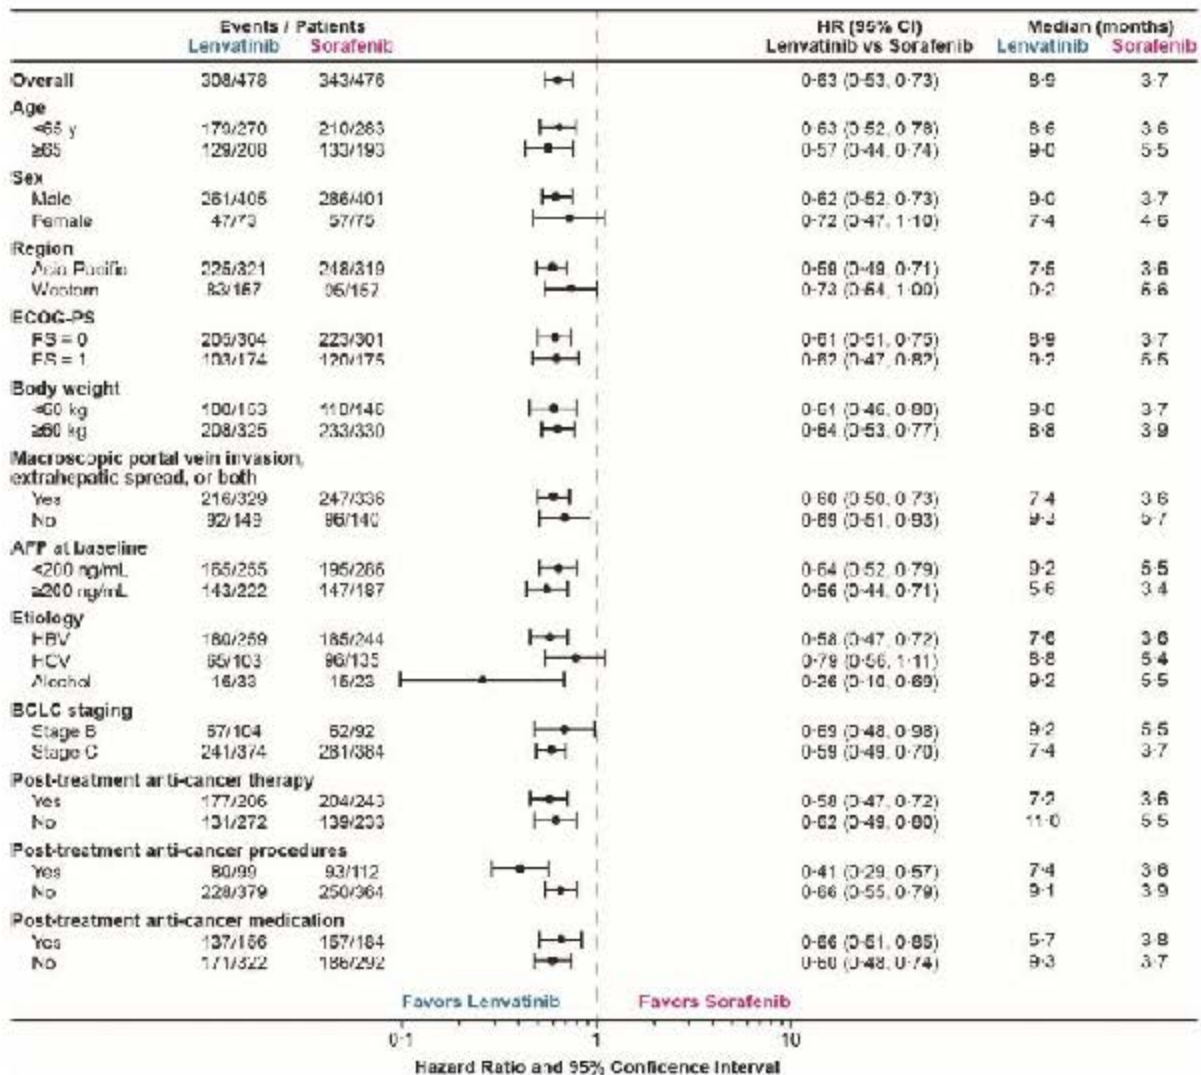 Events / Patients HR (95% CI) Median (months)
Lenvatinib Sorafenib Lenvatinib vs Sorafenib Lenvatinib Sorafenib
Overall 308/478 343/476 0·63 (0·53, 0·73) 8·9 3·7
Age
<65 y 179/270 210/283 0·63 (0·52, 0·78) 8·6 3·6
≥65 129/208 133/193 0·57 (0·44, 0·74) 9·0 5·5
Sex
Male 261/405 286/401 0·62 (0·52, 0·73) 9·0 3·7
Female 47/73 57/75 0·72 (0·47, 1·10) 7·4 4·6
Region
Asia Pacific 225/321 248/319 0·59 (0·49, 0·71) 7·5 3·6
Western 83/157 95/157 0·73 (0·54, 1·00) 5·6
ECOG-PS
PS = 0 205/304 223/301 0·61 (0·51, 0·75) 8·9 3·7
PS = 1 103/174 120/175 0·62 (0·47, 0·82) 9·2 5·5
Body weight
<60 kg 100/153 110/146 0·61 (0·46, 0·80) 9·0 3·7
≥60 kg 208/325 233/330 0·64 (0·53, 0·77) 8·8 3·9
Macroscopic portal vein invasion,
extrahepatic spread, or both
Yes 216/329 247/336 0·60 (0·50, 0·73) 7·4 3·6
No 92/149 96/140 0·69 (0·51, 0·93) 9·3 5·7
AFP at baseline
<200 ng/mL 165/255 195/286 0·64 (0·52, 0·79) 9·2 5·5
≥200 ng/mL 143/222 147/187 0·56 (0·44, 0·71) 5·6 3·4
Etiology
HBV 180/259 185/244 0·58 (0·47, 0·72) 7·6 3·6
HCV 65/103 96/135 0·79 (0·56, 1·11) 8·8 5·4
Alcohol 16/33 15/23 0·26 (0·10, 0·69) 9·2 5·5
BCLC staging
Stage B 67/104 62/92 0·69 (0·48, 0·98) 9·2 5·5
Stage C 241/374 281/384 0·59 (0·49, 0·70) 7·4 3·7
Post-treatment anti-cancer therapy
Yes 177/206 204/243 0·58 (0·47, 0·72) 7·2 3·6
No 131/272 139/233 0·62 (0·49, 0·80) 11·0 5·5
Post-treatment anti-cancer procedures
Yes 80/99 93/112 0·41 (0·29, 0·57) 7·4 3·6
No 228/379 250/364 0·66 (0·55, 0·79) 9·1 3·9
Post-treatment anti-cancer medication
Yes 137/156 157/184 0·66 (0·51, 0·85) 5·7 3·8
No 171/322 186/292 0·60 (0·48, 0·74) 9·3 3·7
Favors Lenvatinib Favors Sorafenib
0·1 1 10
Hazard Ratio and 95% Confidence Interval